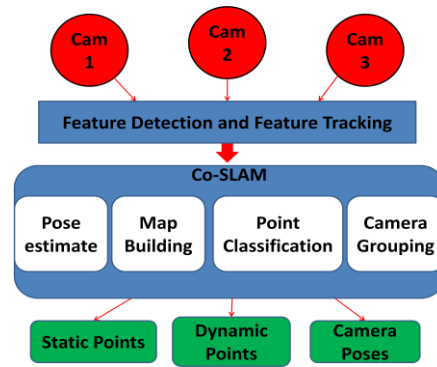 Cam
1
Cam
2
Cam
3
Feature Detection and Feature Tracking
Co-SLAM
Pose
estimate
Map
Building
Point
Classification
Camera
Grouping
Static Points
Dynamic
Points
Camera
Poses